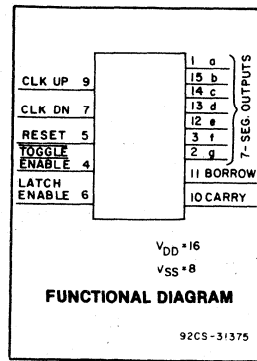 CLK UP 9
CLK DN 7
RESET 5
TOGGLE
ENABLE 4
LATCH
ENABLE 6
1 a
15 b
14 c
13 d
12 e
3 f
2 g
7-SEG. OUTPUTS
11 BORROW
10 CARRY
VDD=16
VSS=8
FUNCTIONAL DIAGRAM
92CS-31375